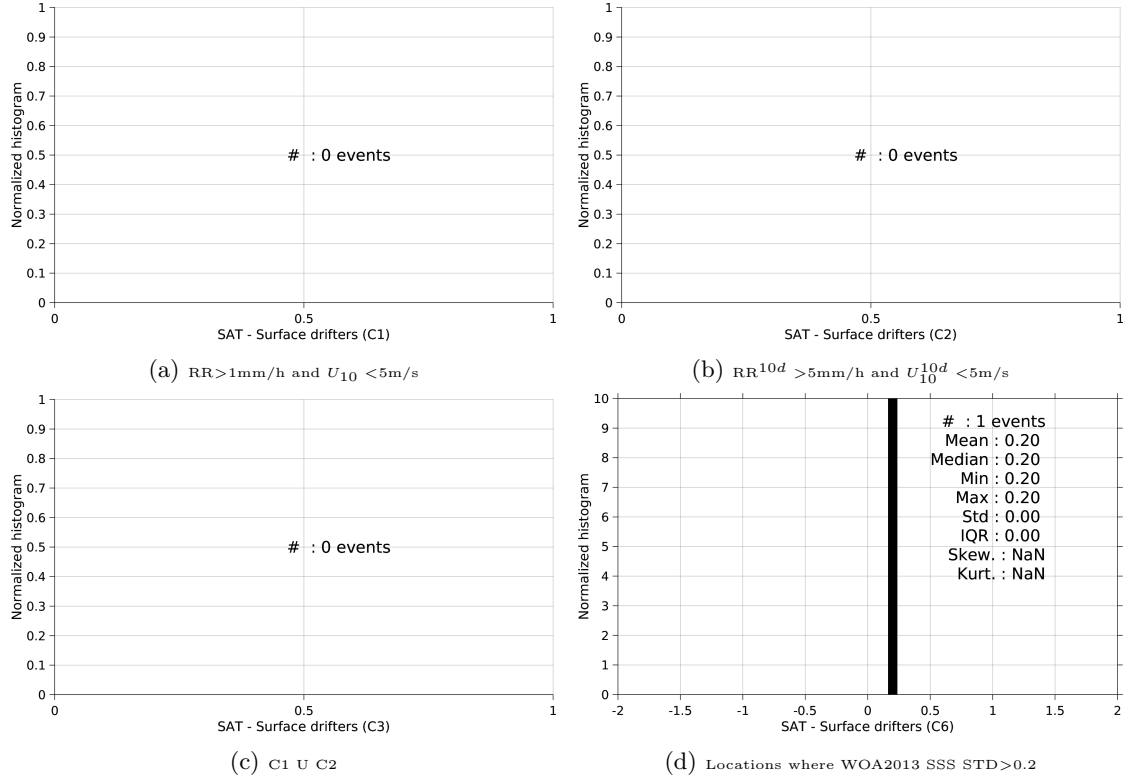 1
0.9
0.8
0.7
0.6
0.5
0.4
0.3
0.2
0.1
0
Normalized histogram
# : 0 events
0 0.5 1
SAT - Surface drifters (C1)
(a) RR>1mm/h and U10 <5m/s
1
0.9
0.8
0.7
0.6
0.5
0.4
0.3
0.2
0.1
0
Normalized histogram
# : 0 events
0 0.5 1
SAT - Surface drifters (C2)
(b) RR10d >5mm/h and U10d10 <5m/s
1
0.9
0.8
0.7
0.6
0.5
0.4
0.3
0.2
0.1
0
Normalized histogram
# : 0 events
0 0.5 1
SAT - Surface drifters (C3)
(c) C1 U C2
10
9
8
7
6
5
4
3
2
1
0
Normalized histogram
# : 1 events
Mean : 0.20
Median : 0.20
Min : 0.20
Max : 0.20
Std : 0.00
IQR : 0.00
Skew. : NaN
Kurt. : NaN
-2 -1.5 -1 -0.5 0 0.5 1 1.5 2
SAT - Surface drifters (C6)
(d) Locations where WOA2013 SSS STD>0.2